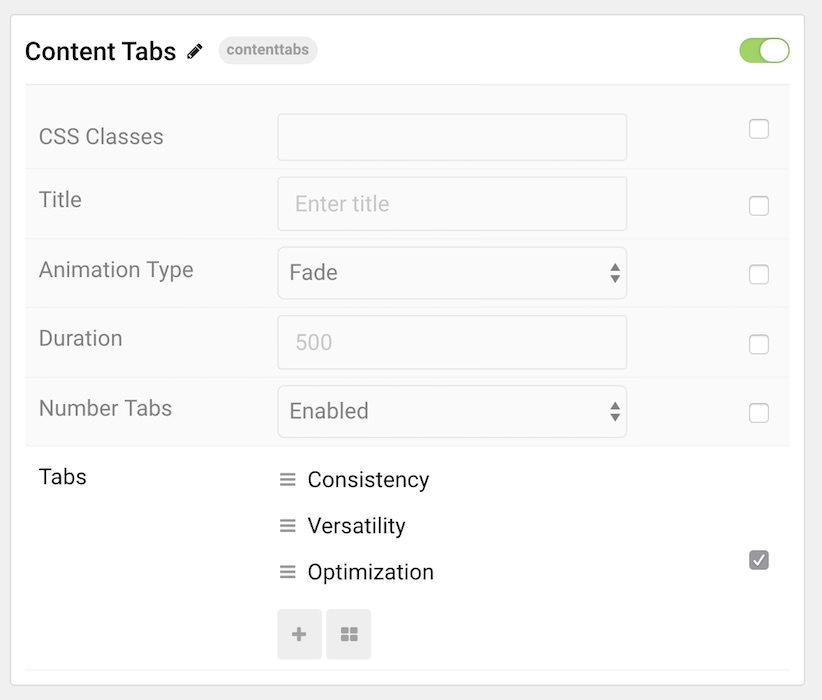 Content Tabs contenttabs
CSS Classes
Title Enter title
Animation Type Fade
Duration 500
Number Tabs Enabled
Tabs Consistency
Versatility
Optimization